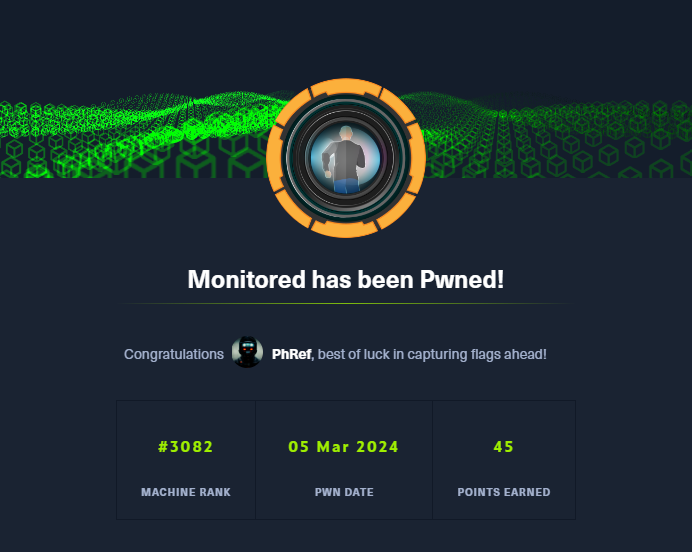 Monitored has been Pwned!
Congratulations PhRef, best of luck in capturing flags ahead!
#3082 05 Mar 2024 45
MACHINE RANK PWN DATE POINTS EARNED